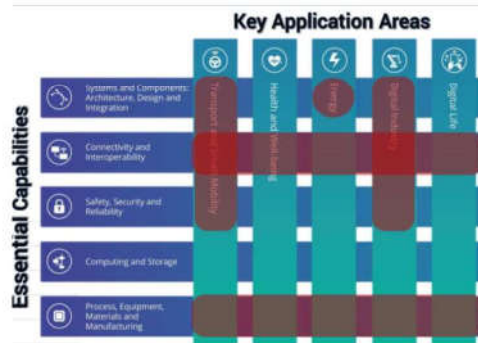 Key Application Areas
Essential Capabilities
Transport and Smart Mobility
Health and Well-being
Energy
Digital Industry
Digital Life
Systems and Components:
Architecture, Design and
Integration
Connectivity and
Interoperability
Safety, Security and
Reliability
Computing and Storage
Process, Equipment,
Materials and
Manufacturing